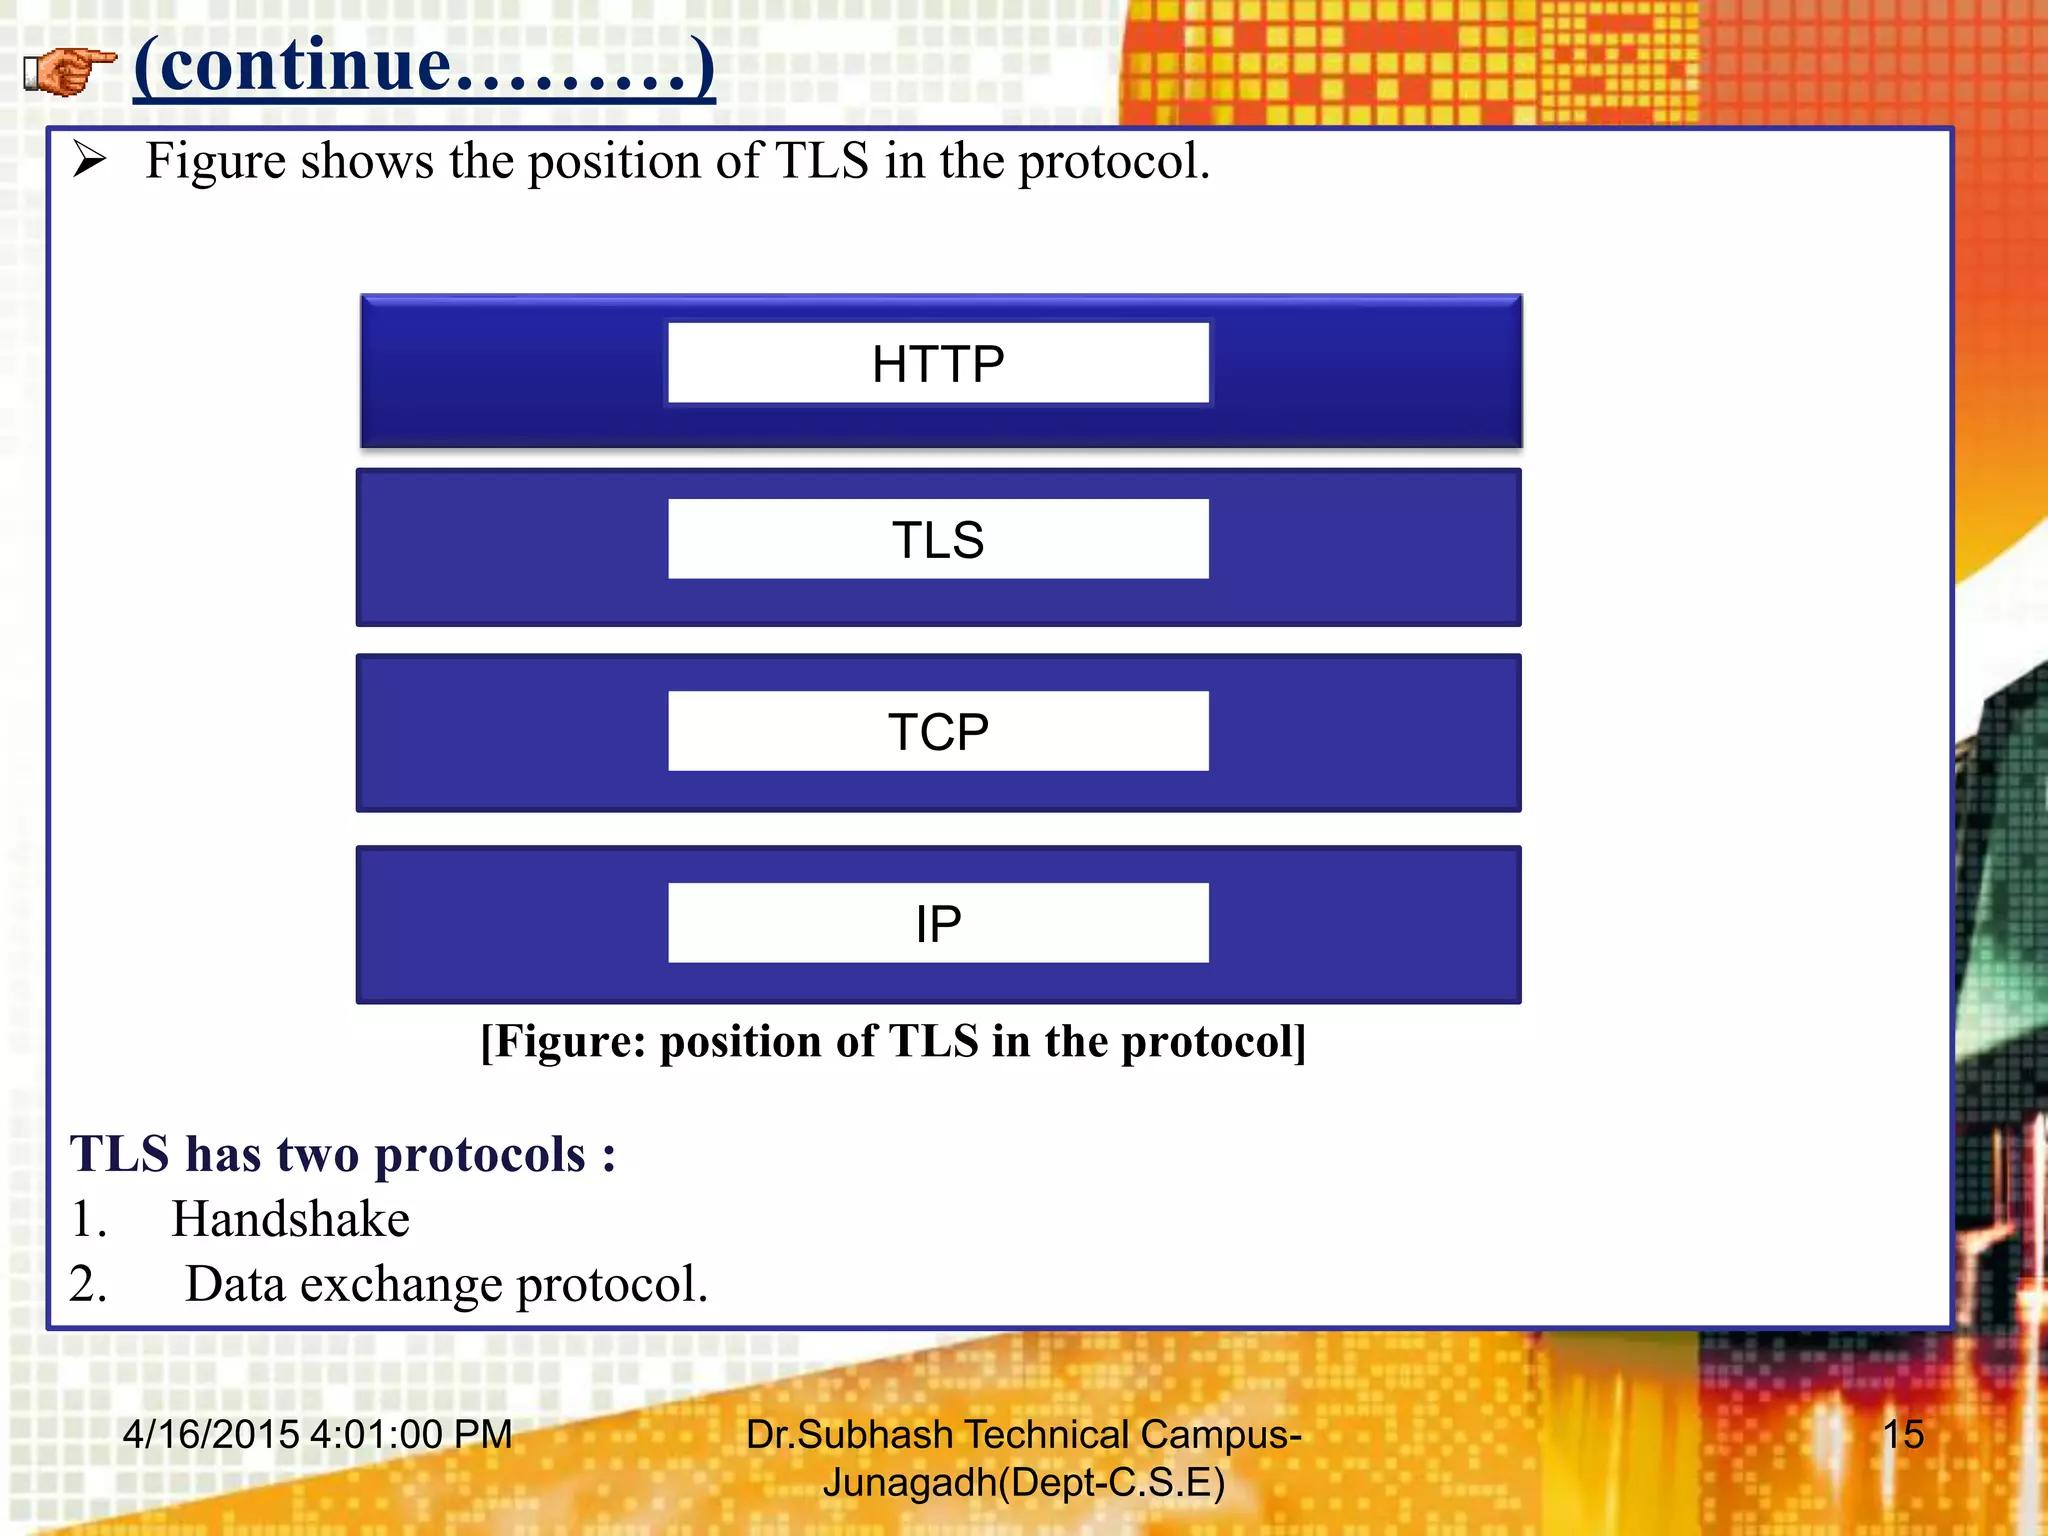 (continue………)
➢ Figure shows the position of TLS in the protocol.
HTTP
TLS
TCP
IP
[Figure: position of TLS in the protocol]
TLS has two protocols :
1. Handshake
2. Data exchange protocol.
4/16/2015 4:01:00 PM
Dr.Subhash Technical Campus-
Junagadh(Dept-C.S.E)
15